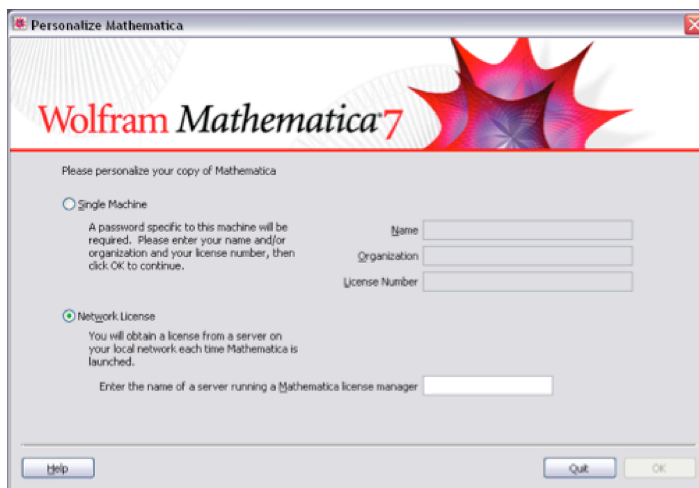 Personalize Mathematica
Wolfram Mathematica 7
Please personalize your copy of Mathematica
Single Machine
A password specific to this machine will be
required. Please enter your name and/or
organization and your license number, then
click OK to continue.
Name
Organization
License Number
Network License
You will obtain a license from a server on
your local network each time Mathematica is
launched.
Enter the name of a server running a Mathematica license manager
Help
Quit
OK